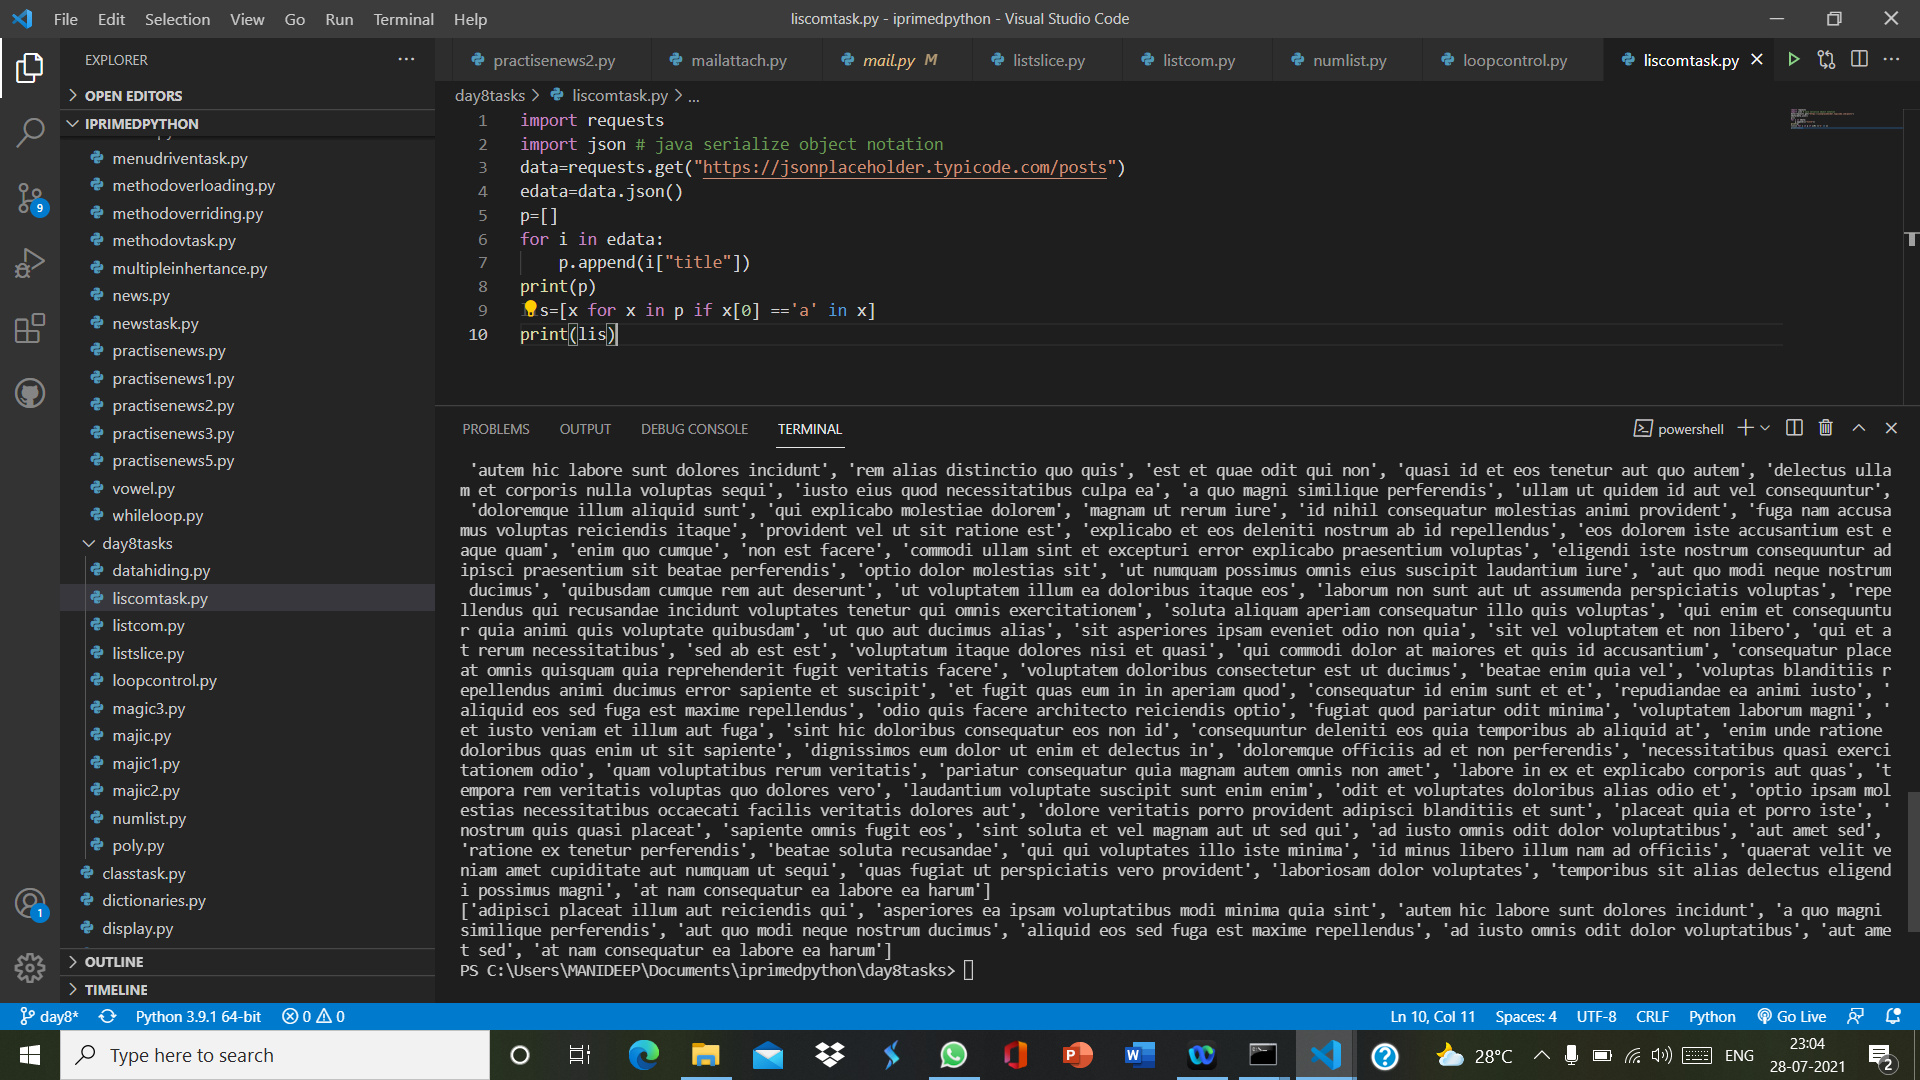 File Edit Selection View Go Run Terminal Help
liscomtask.py - iprimedpython - Visual Studio Code
EXPLORER
practisenews2.py
mailattach.py
mail.py M
listslice.py
listcom.py
numlist.py
loopcontrol.py
liscomtask.py
OPEN EDITORS
IPRIMEDPYTHON
menudriventask.py
methodoverloading.py
methodoverriding.py
methodovtask.py
multipleinhertance.py
news.py
newstask.py
practisenews.py
practisenews1.py
practisenews2.py
practisenews3.py
practisenews5.py
vowel.py
whileloop.py
day8tasks
datahiding.py
liscomtask.py
listcom.py
listslice.py
loopcontrol.py
magic3.py
majic.py
majic1.py
majic2.py
numlist.py
poly.py
classtask.py
dictionaries.py
display.py
OUTLINE
TIMELINE
9
1
day8tasks > liscomtask.py > ...
1 import requests
2 import json # java serialize object notation
3 data=requests.get("https://jsonplaceholder.typicode.com/posts")
4 edata=data.json()
5 p=[]
6 for i in edata:
7 p.append(i["title"])
8 print(p)
9 s=[x for x in p if x[0] =='a' in x]
10 print(lis)
PROBLEMS OUTPUT DEBUG CONSOLE TERMINAL
powershell
'autem hic labore sunt dolores incidunt', 'rem alias distinctio quo quis', 'est et quae odit qui non', 'quasi id et eos tenetur aut quo autem', 'delectus ulla
m et corporis nulla voluptas sequi', 'iusto eius quod necessitatibus culpa ea', 'a quo magni similique perferendis', 'ullam ut quidem id aut vel consequuntur',
'doloremque illum aliquid sunt', 'qui explicabo molestiae dolorem', 'magnam ut rerum iure', 'id nihil consequatur molestias animi provident', 'fuga nam accusa
mus voluptas reiciendis itaque', 'provident vel ut sit ratione est', 'explicabo et eos deleniti nostrum ab id repellendus', 'eos dolorem iste accusantium est e
aque quam', 'enim quo cumque', 'non est facere', 'commodi ullam sint et excepturi error explicabo praesentium voluptas', 'eligendi iste nostrum consequuntur ad
ipisci praesentium sit beatae perferendis', 'optio dolor molestias sit', 'ut numquam possimus omnis eius suscipit laudantium iure', 'aut quo modi neque nostrum
ducimus', 'quibusdam cumque rem aut deserunt', 'ut voluptatem illum ea doloribus itaque eos', 'laborum non sunt aut ut assumenda perspiciatis voluptas', 'repe
llendus qui recusandae incidunt voluptates tenetur qui omnis exercitationem', 'soluta aliquam aperiam consequatur illo quis voluptas', 'qui enim et consequuntu
r quia animi quis voluptate quibusdam', 'ut quo aut ducimus alias', 'sit asperiores ipsam eveniet odio non quia', 'sit vel voluptatem et non libero', 'qui et a
t rerum necessitatibus', 'sed ab est est', 'voluptatum itaque dolores nisi et quasi', 'qui commodi dolor at maiores et quis id accusantium', 'consequatur place
at omnis quisquam quia reprehenderit fugit veritatis facere', 'voluptatem doloribus consectetur est ut ducimus', 'beatae enim quia vel', 'voluptas blanditiis r
epellendus animi ducimus error sapiente et suscipit', 'et fugit quas eum in in aperiam quod', 'consequatur id enim sunt et et', 'repudiandae ea animi iusto', '
aliquid eos sed fuga est maxime repellendus', 'odio quis facere architecto reiciendis optio', 'fugiat quod pariatur odit minima', 'voluptatem laborum magni', '
et iusto veniam et illum aut fuga', 'sint hic doloribus consequatur eos non id', 'consequuntur deleniti eos quia temporibus ab aliquid at', 'enim unde ratione
doloribus quas enim ut sit sapiente', 'dignissimos eum dolor ut enim et delectus in', 'doloremque officiis ad et non perferendis', 'necessitatibus quasi exerci
tationem odio', 'quam voluptatibus rerum veritatis', 'pariatur consequatur quia magnam autem omnis non amet', 'labore in ex et explicabo corporis aut quas', 't
empora rem veritatis voluptas quo dolores vero', 'laudantium voluptate suscipit sunt enim enim', 'odit et voluptates doloribus alias odio et', 'optio ipsam mol
estias necessitatibus occaecati facilis veritatis dolores aut', 'dolore veritatis porro provident adipisci blanditiis et sunt', 'placeat quia et porro iste', '
nostrum quis quasi placeat', 'sapiente omnis fugit eos', 'sint soluta et vel magnam aut ut sed qui', 'ad iusto omnis odit dolor voluptatibus', 'aut amet sed',
'ratione ex tenetur perferendis', 'beatae soluta recusandae', 'qui qui voluptates illo iste minima', 'id minus libero illum nam ad officiis', 'quaerat velit ve
niam amet cupiditate aut numquam ut sequi', 'quas fugiat ut perspiciatis vero provident', 'laboriosam dolor voluptates', 'temporibus sit alias delectus eligend
i possimus magni', 'at nam consequatur ea labore ea harum']
['adipisci placeat illum aut reiciendis qui', 'asperiores ea ipsam voluptatibus modi minima quia sint', 'autem hic labore sunt dolores incidunt', 'a quo magni
similique perferendis', 'aut quo modi neque nostrum ducimus', 'aliquid eos sed fuga est maxime repellendus', 'ad iusto omnis odit dolor voluptatibus', 'aut ame
t sed', 'at nam consequatur ea labore ea harum']
PS C:\Users\MANIDEEP\Documents\iprimedpython\day8tasks>
day8* Python 3.9.1 64-bit 0 0
Ln 10, Col 11 Spaces: 4 UTF-8 CRLF Python Go Live
Type here to search
28°C
ENG
23:04
28-07-2021
2